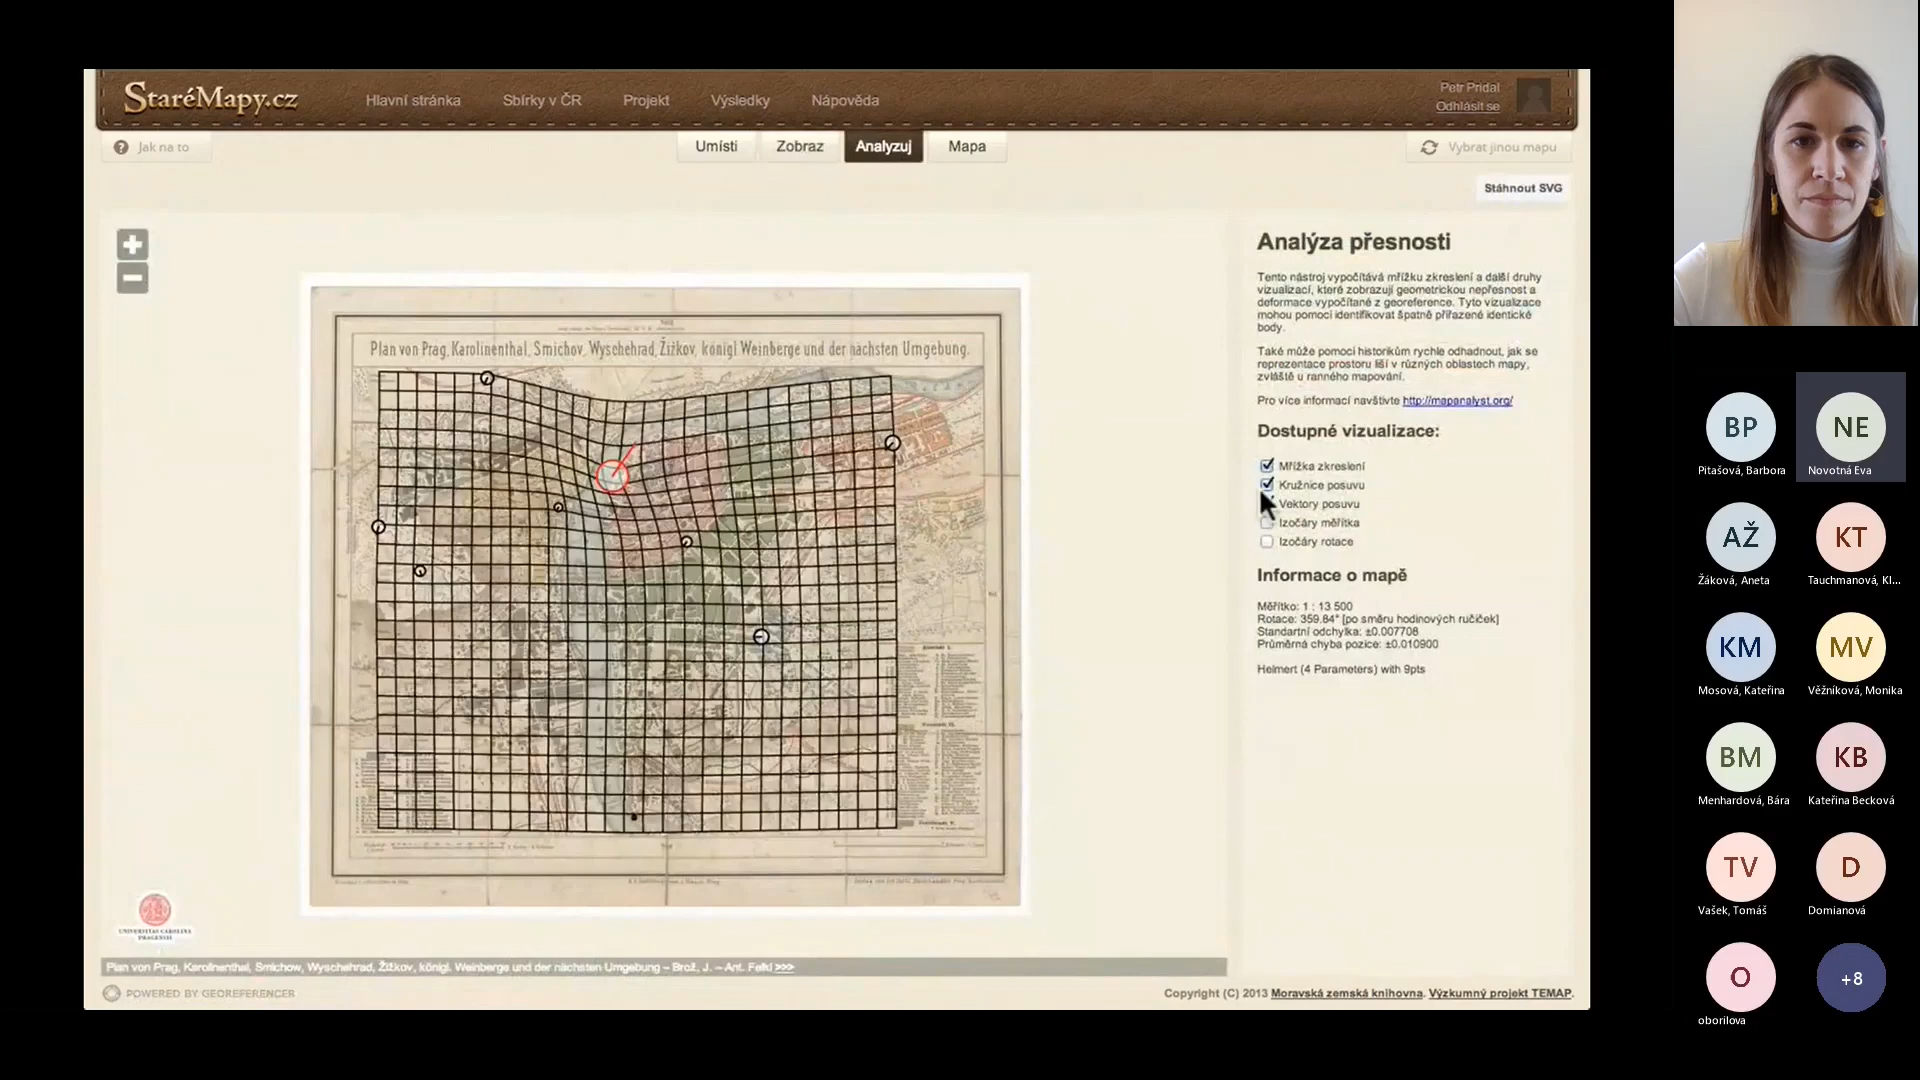 StaréMapy.cz
Hlavní stránka
Sbírky v ČR
Projekt
Výsledky
Nápověda
Petr Pridal
Odhlásit se
? Jak na to
Umísti
Zobraz
Analyzuj
Mapa
Vybrat jinou mapu
Stáhnout SVG
Plan von Prag, Karolinenthal, Smichov, Wyschehrad, Žižkov, königl Weinberge und der nächsten Umgebung.
Analýza přesnosti
Tento nástroj vypočítává mřížku zkreslení a další druhy
vizualizací, které zobrazují geometrickou nepřesnost a
deformace vypočítané z georeference. Tyto vizualizace
mohou pomoci identifikovat špatně přiřazené identické
body.
Také může pomoci historikům rychle odhadnout, jak se
reprezentace prostoru liší v různých oblastech mapy,
zvláště u ranného mapování.
Pro více informací navštivte http://mapanalyst.org/
Dostupné vizualizace:
Mřížka zkreslení
Kružnice posuvu
Vektory posuvu
Izočáry měřítka
Izočáry rotace
Informace o mapě
Měřítko: 1 : 13 500
Rotace: 359.84° [po směru hodinových ručiček]
Standartní odchylka: ±0.007708
Průměrná chyba pozice: ±0.010900
Helmert (4 Parameters) with 9pts
UNIVERSITAS CAROLINA
PRAGENSIS
Plan von Prag, Karolinenthal, Smichow, Wyschehrad, Žižkov, königl. Weinberge und der nächsten Umgebung – Brož, J. – Ant. Felkl >>>
POWERED BY GEOREFERENCER
Copyright (C) 2013 Moravská zemská knihovna. Výzkumný projekt TEMAP.
BP
Pitašová, Barbora
NE
Novotná Eva
AŽ
Žáková, Aneta
KT
Tauchmanová, Kl...
KM
Mosová, Kateřina
MV
Věžníková, Monika
BM
Menhardová, Bára
KB
Kateřina Becková
TV
Vašek, Tomáš
D
Domianová
O
oborilova
+8